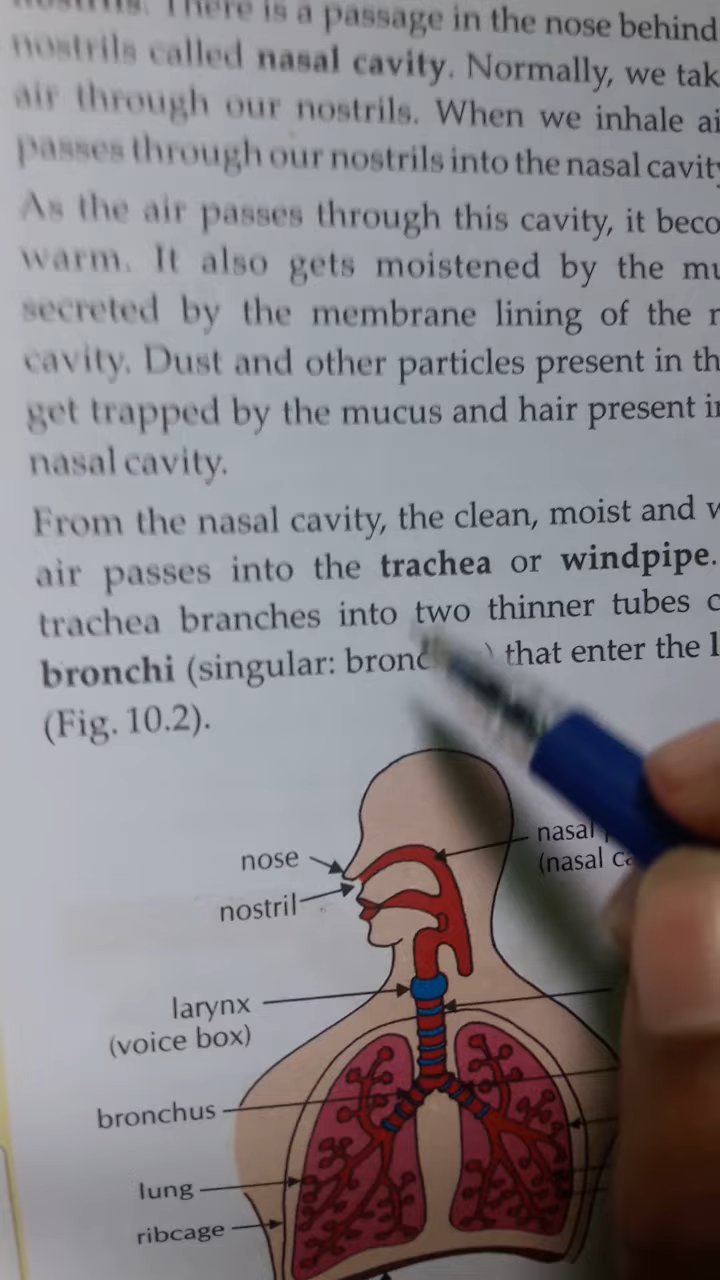 There is a passage in the nose behind
nostrils called nasal cavity. Normally, we tak
air through our nostrils. When we inhale ai
passes through our nostrils into the nasal cavity
As the air passes through this cavity, it beco
warm. It also gets moistened by the mu
secreted by the membrane lining of the
cavity. Dust and other particles present in th
get trapped by the mucus and hair present
nasal cavity.
From the nasal cavity, the clean, moist and
air passes into the trachea or windpipe.
trachea branches into two thinner tubes
bronchi (singular: bronc ) that enter the
(Fig. 10.2).
nasal
(nasal ca
nose
nostril
larynx
(voice box)
bronchus
lung
ribcage